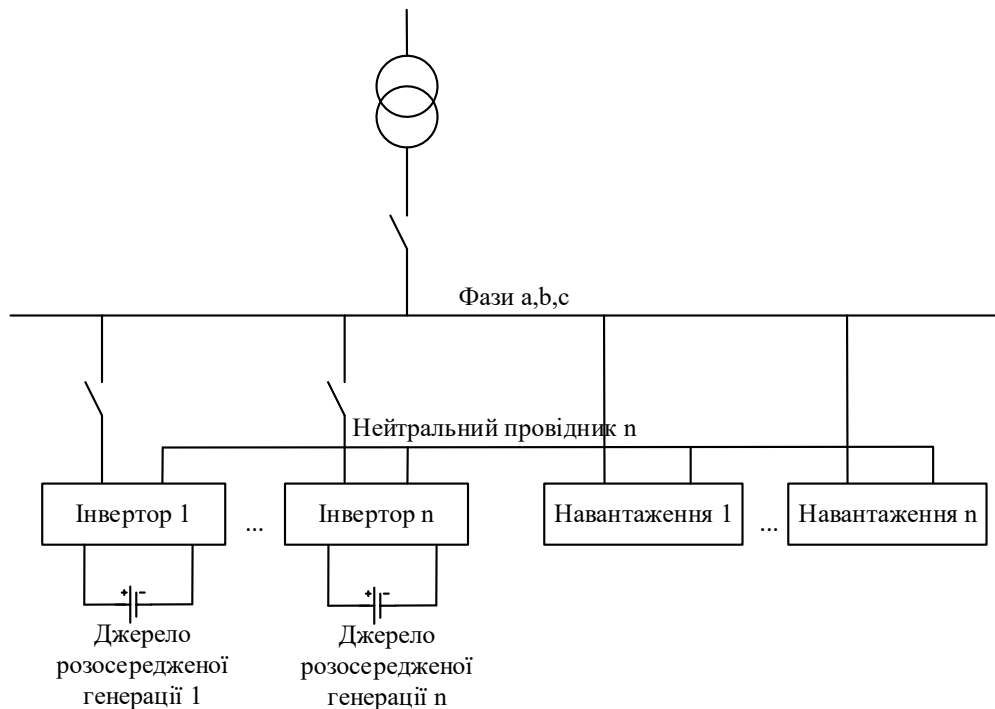 Фази a,b,c
Нейтральний провідник n
Інвертор 1
...
Інвертор n
Навантаження 1
...
Навантаження n
+ −
+ −
Джерело
розосередженої
генерації 1
Джерело
розосередженої
генерації n